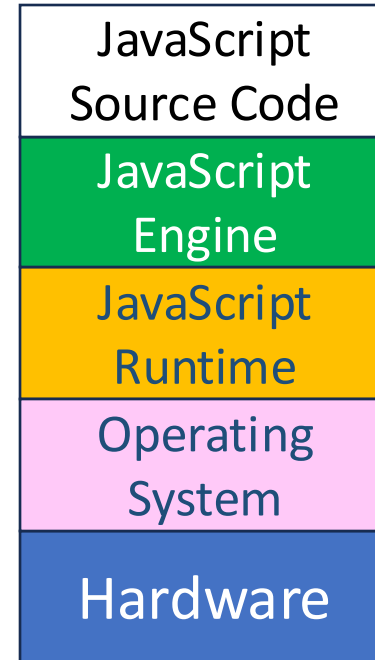 JavaScript
Source Code
JavaScript
Engine
JavaScript
Runtime
Operating
System
Hardware